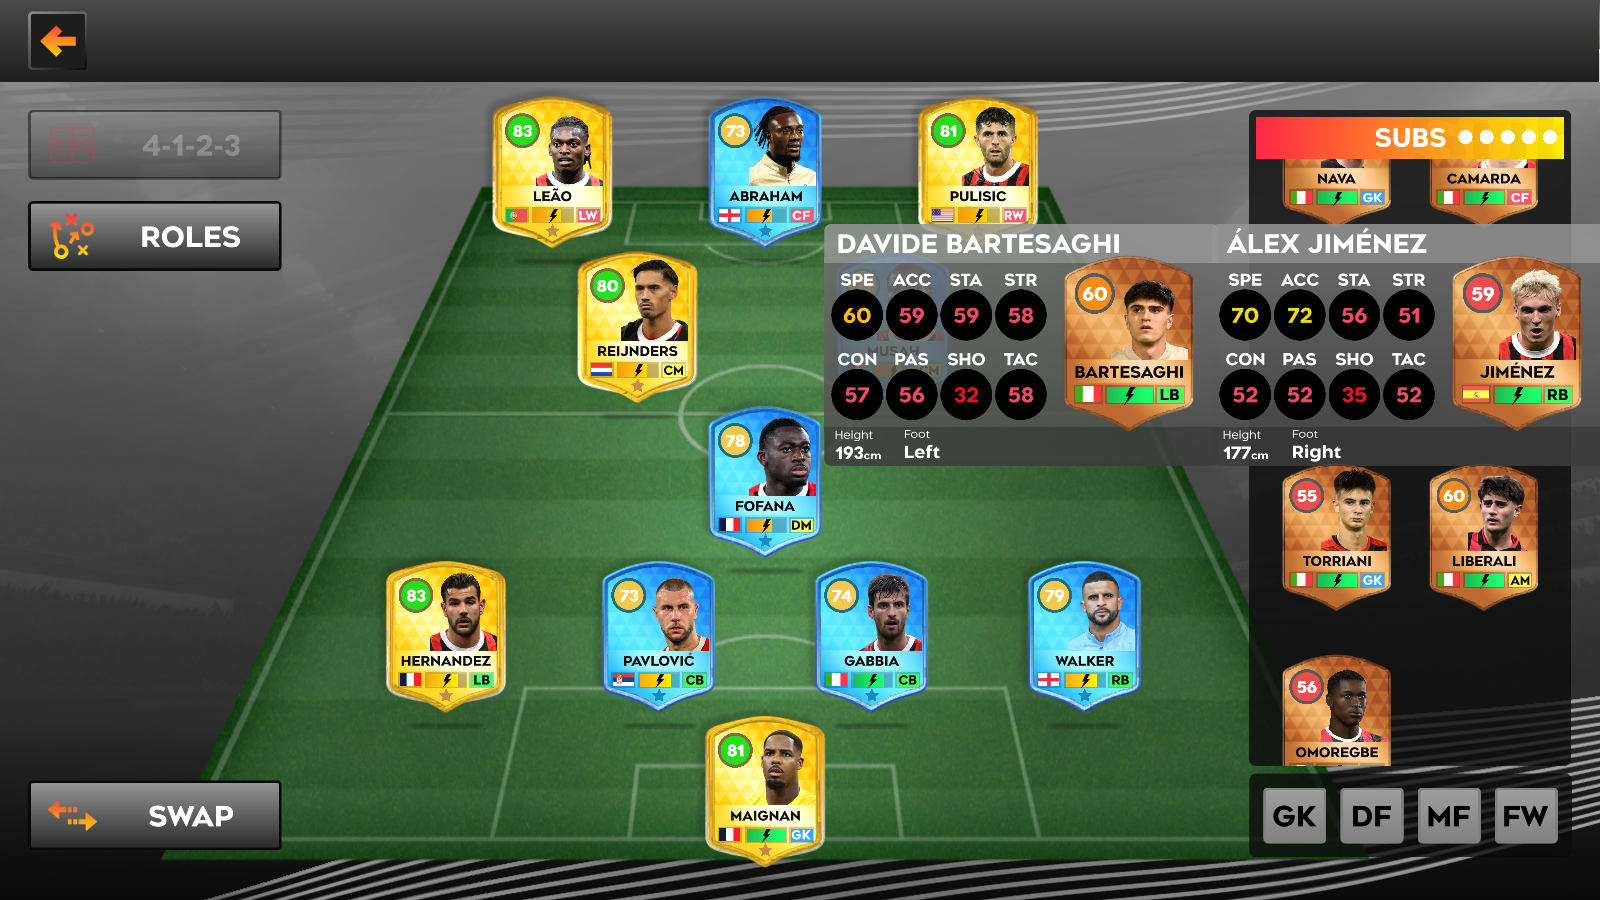 4-1-2-3
ROLES
SWAP
83
LEÃO
LW
73
ABRAHAM
CF
81
PULISIC
RW
80
REIJNDERS
CM
MUSAH
CM
78
FOFANA
DM
83
HERNANDEZ
LB
73
PAVLOVIĆ
CB
74
GABBIA
CB
79
WALKER
RB
81
MAIGNAN
GK
SUBS
NAVA
GK
CAMARDA
CF
DAVIDE BARTESAGHI
SPE ACC STA STR
60 59 59 58
CON PAS SHO TAC
57 56 32 58
Height Foot
193cm Left
60
BARTESAGHI
LB
ÁLEX JIMÉNEZ
SPE ACC STA STR
70 72 56 51
CON PAS SHO TAC
52 52 35 52
Height Foot
177cm Right
59
JIMÉNEZ
RB
55
TORRIANI
GK
60
LIBERALI
AM
56
OMOREGBE
GK DF MF FW